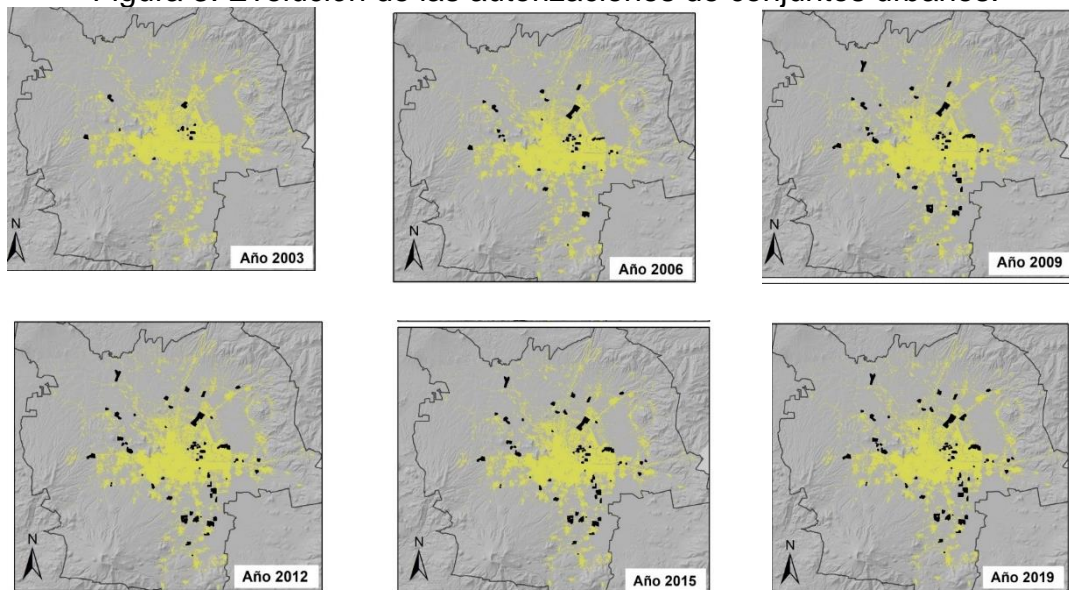 Figura 3. Evolución de las autorizaciones de conjuntos urbanos.
N
Año 2003
N
Año 2006
N
Año 2009
N
Año 2012
N
Año 2015
N
Año 2019